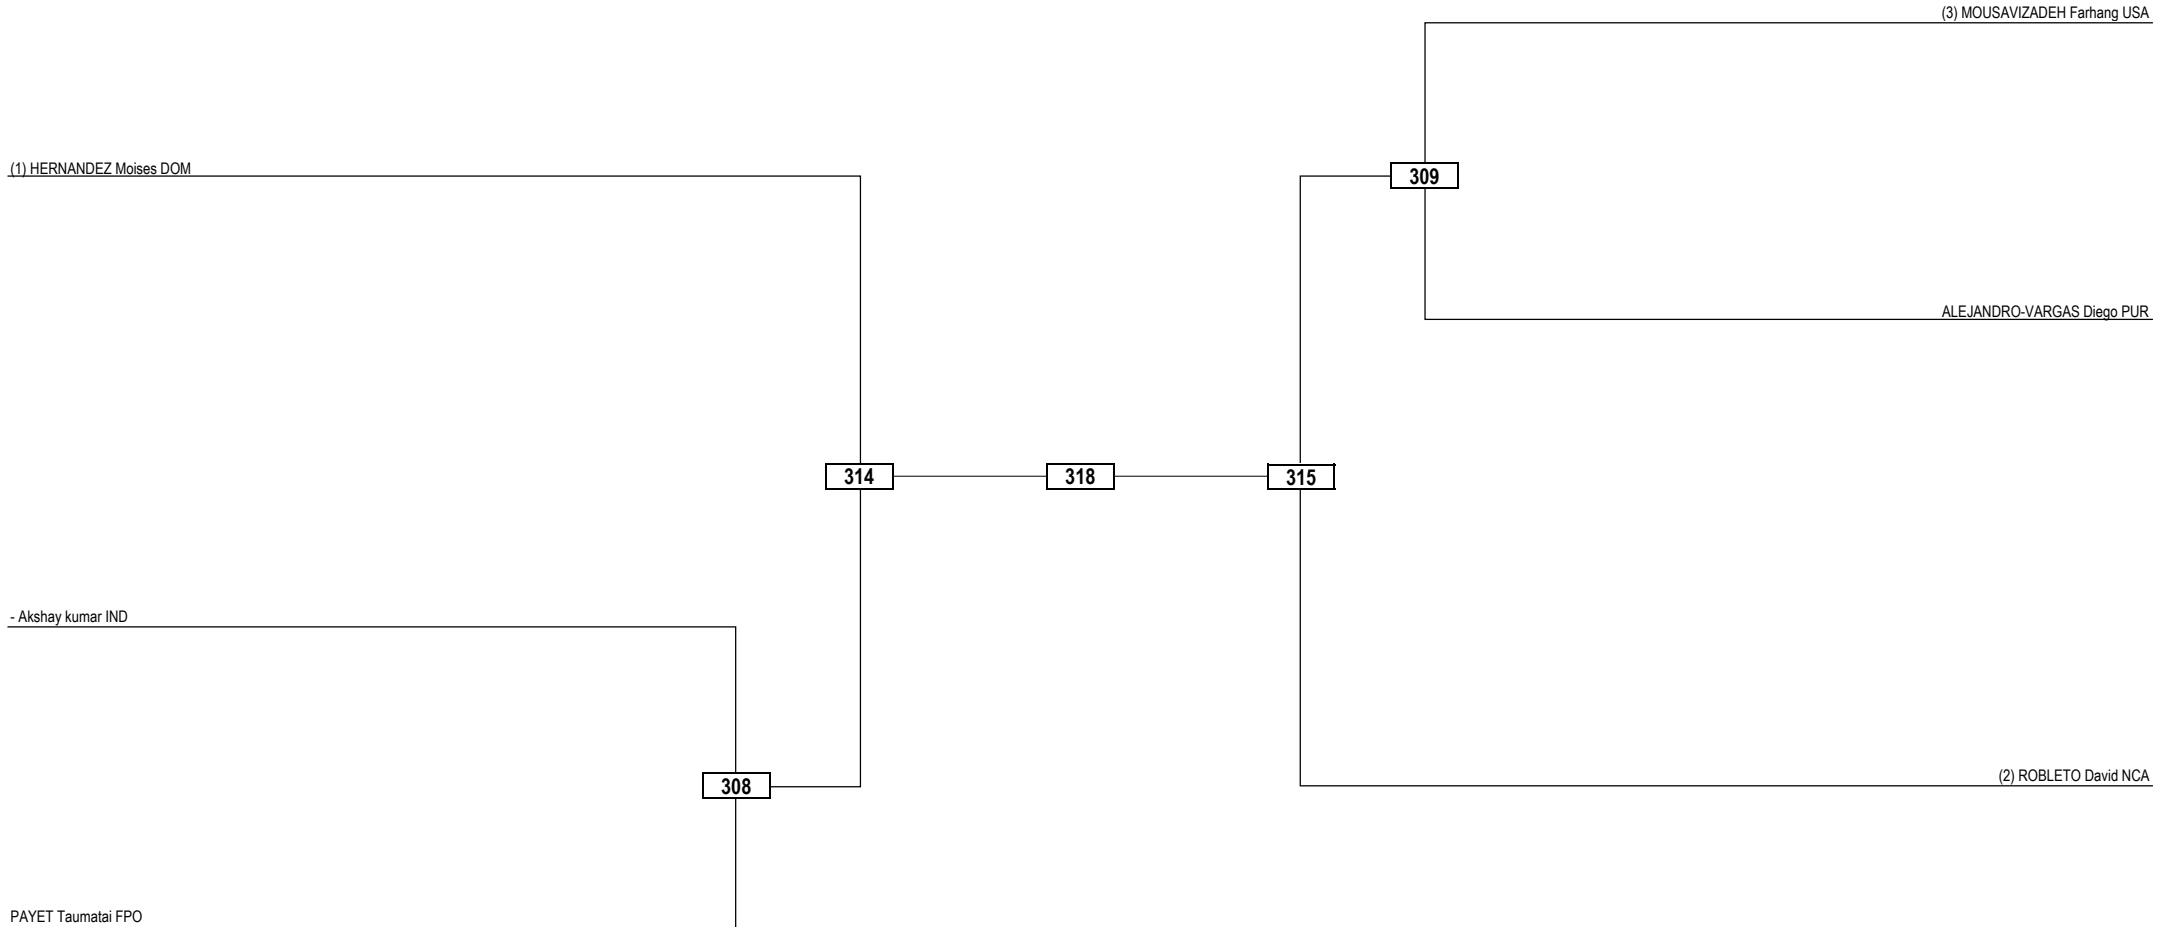 (3) MOUSAVIZADEH Farhang USA
(1) HERNANDEZ Moises DOM
309
ALEJANDRO-VARGAS Diego PUR
314
318
315
- Akshay kumar IND
308
(2) ROBLETO David NCA
PAYET Taumatai FPO